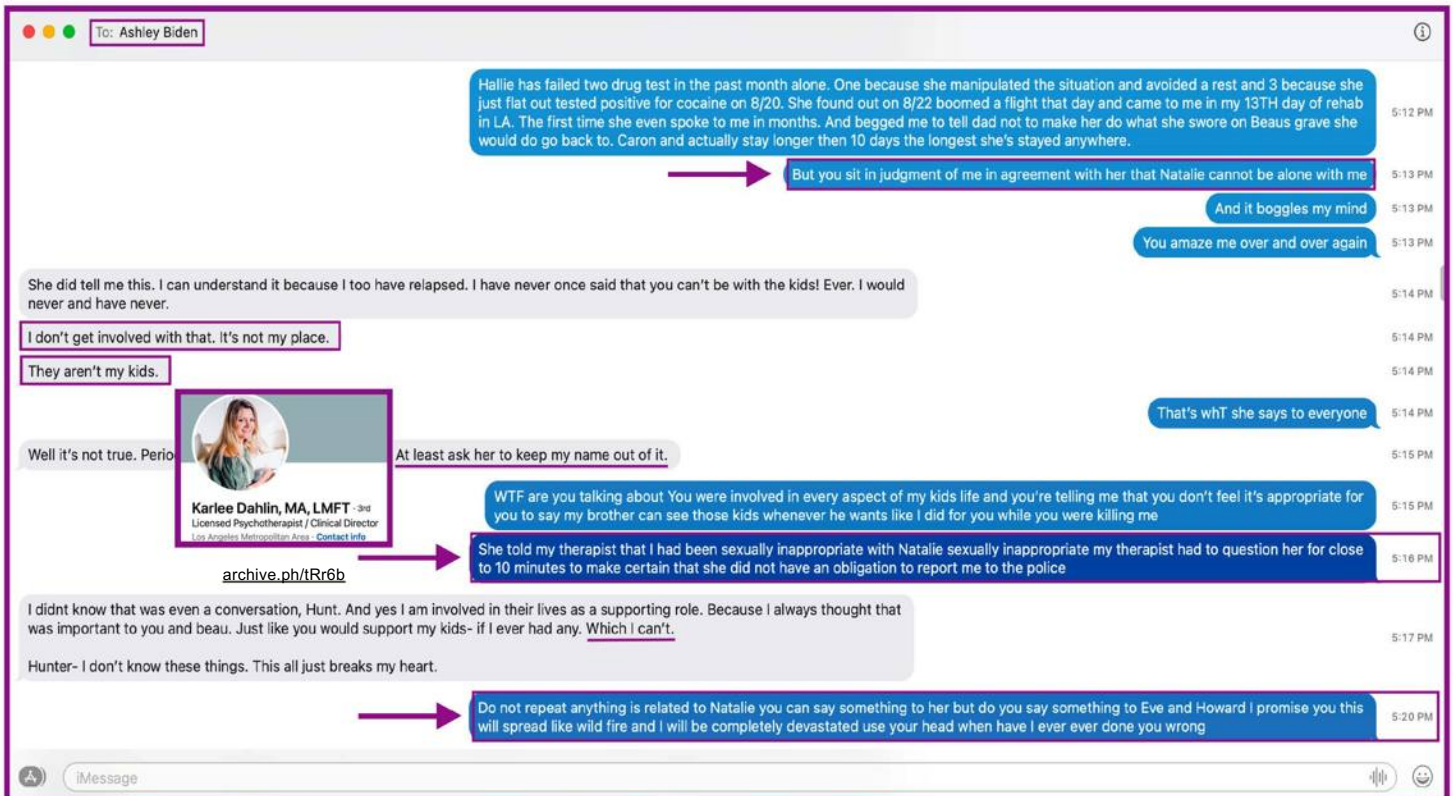 To: Ashley Biden
Hallie has failed two drug test in the past month alone. One because she manipulated the situation and avoided a rest and 3 because she
just flat out tested positive for cocaine on 8/20. She found out on 8/22 boomed a flight that day and came to me in my 13TH day of rehab
in LA. The first time she even spoke to me in months. And begged me to tell dad not to make her do what she swore on Beaus grave she
would do go back to. Caron and actually stay longer then 10 days the longest she's stayed anywhere.
5:12 PM
But you sit in judgment of me in agreement with her that Natalie cannot be alone with me
5:13 PM
And it boggles my mind
5:13 PM
You amaze me over and over again
5:13 PM
She did tell me this. I can understand it because I too have relapsed. I have never once said that you can't be with the kids! Ever. I would
never and have never.
5:14 PM
I don't get involved with that. It's not my place.
5:14 PM
They aren't my kids.
5:14 PM
That's whT she says to everyone
5:14 PM
Well it's not true. Perio
At least ask her to keep my name out of it.
5:15 PM
Karlee Dahlin, MA, LMFT · 3rd
Licensed Psychotherapist / Clinical Director
Los Angeles Metropolitan Area · Contact info
archive.ph/tRr6b
WTF are you talking about You were involved in every aspect of my kids life and you're telling me that you don't feel it's appropriate for
you to say my brother can see those kids whenever he wants like I did for you while you were killing me
5:15 PM
She told my therapist that I had been sexually inappropriate with Natalie sexually inappropriate my therapist had to question her for close
to 10 minutes to make certain that she did not have an obligation to report me to the police
5:16 PM
I didnt know that was even a conversation, Hunt. And yes I am involved in their lives as a supporting role. Because I always thought that
was important to you and beau. Just like you would support my kids- if I ever had any. Which I can't.
Hunter- I don't know these things. This all just breaks my heart.
5:17 PM
Do not repeat anything is related to Natalie you can say something to her but do you say something to Eve and Howard I promise you this
will spread like wild fire and I will be completely devastated use your head when have I ever ever done you wrong
5:20 PM
iMessage